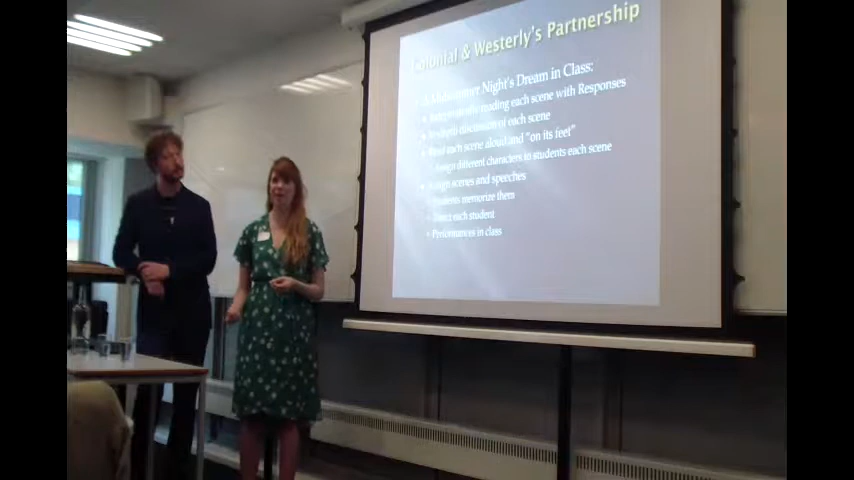 Colonial & Westerly's Partnership
A Midsummer Night's Dream in Class:
reading each scene with Responses
In depth discussion of each scene
Read each scene aloud and "on its feet"
Assign different characters to students each scene
Assign scenes and speeches
Students memorize them
Direct each student
Performances in class